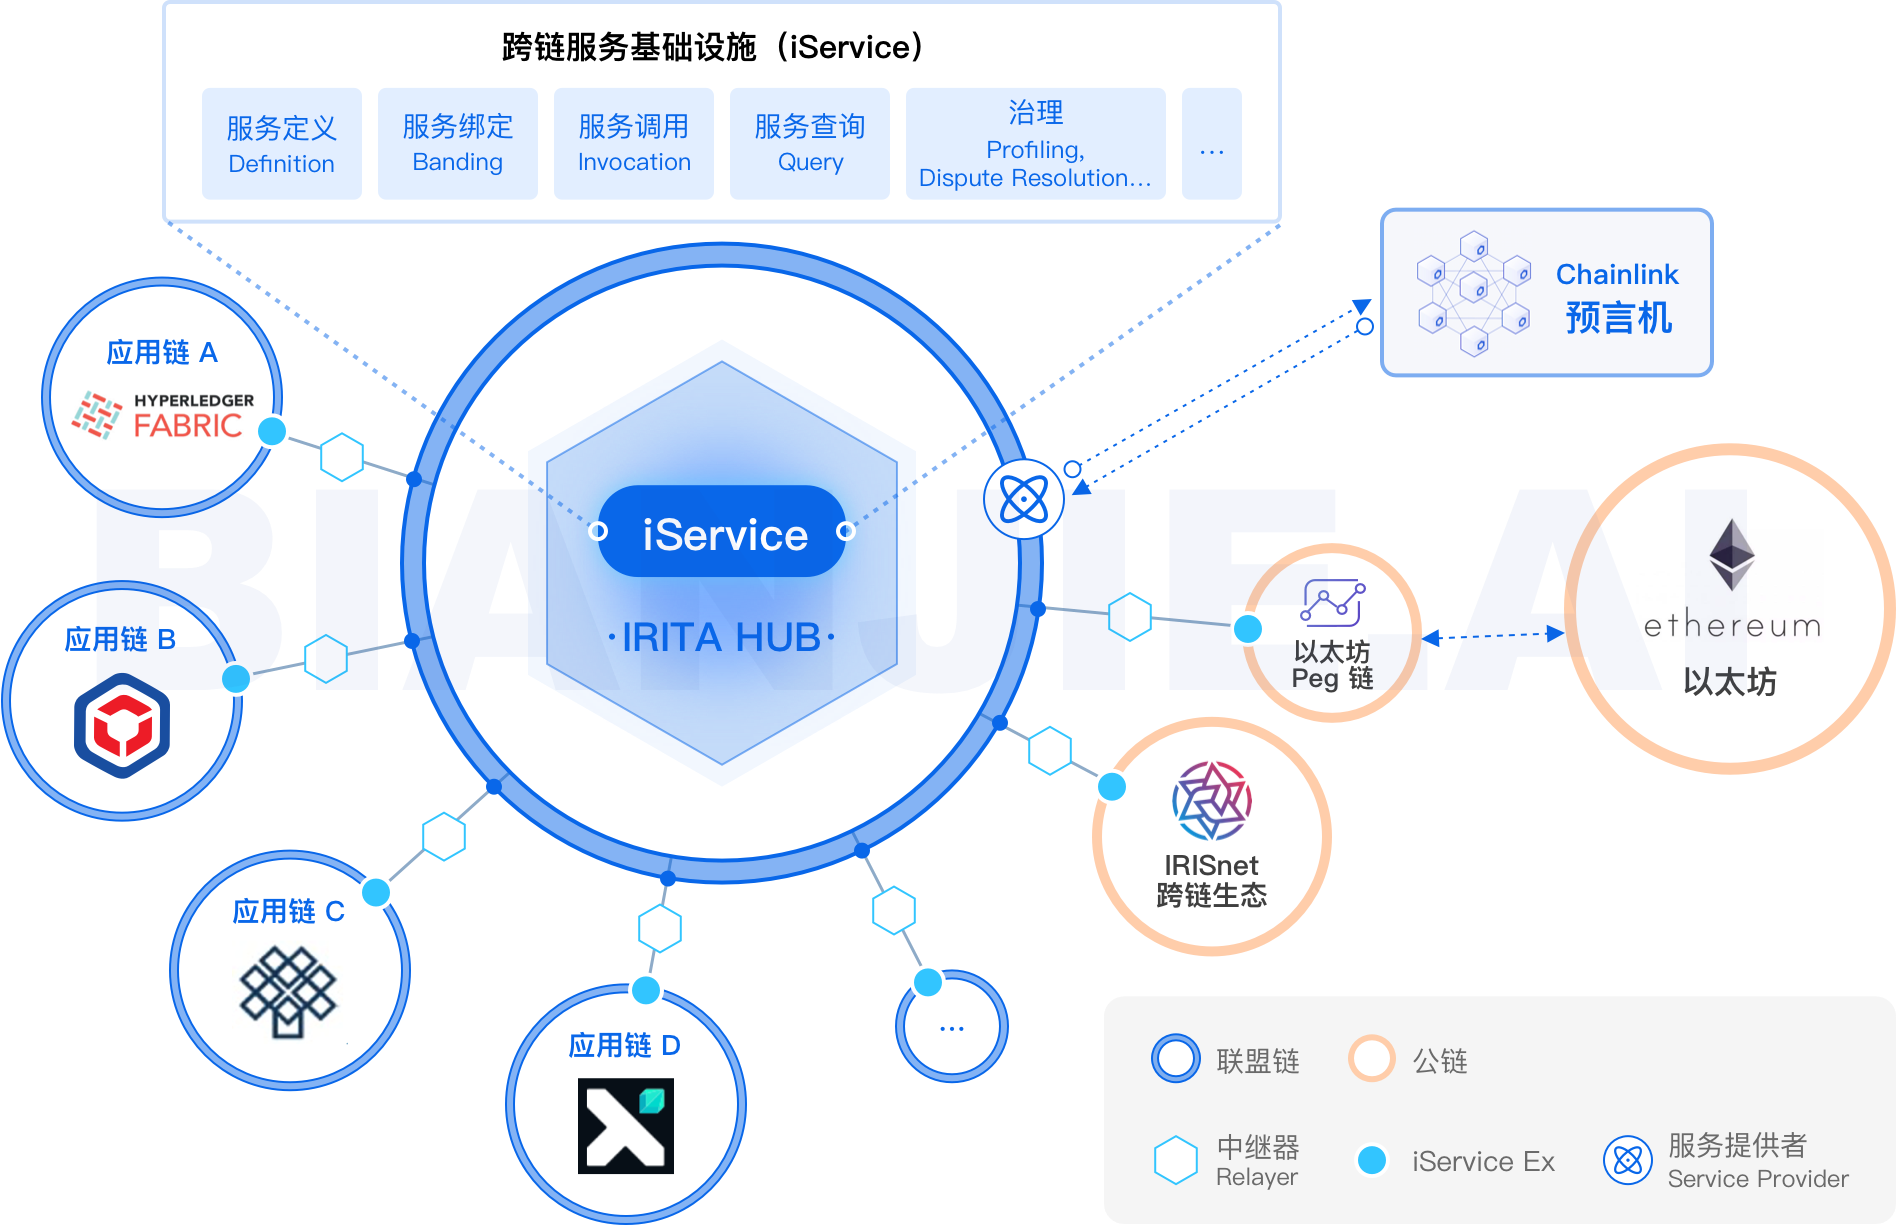 跨链服务基础设施（iService）
服务定义
Definition
服务绑定
Banding
服务调用
Invocation
服务查询
Query
治理
Profiling,
Dispute Resolution...
...
Chainlink
预言机
应用链 A
HYPERLEDGER
FABRIC
iService
·IRITA HUB·
BIANJIE.AI
应用链 B
以太坊
Peg 链
ethereum
以太坊
IRISnet
跨链生态
应用链 C
应用链 D
...
联盟链
公链
中继器
Relayer
iService Ex
服务提供者
Service Provider